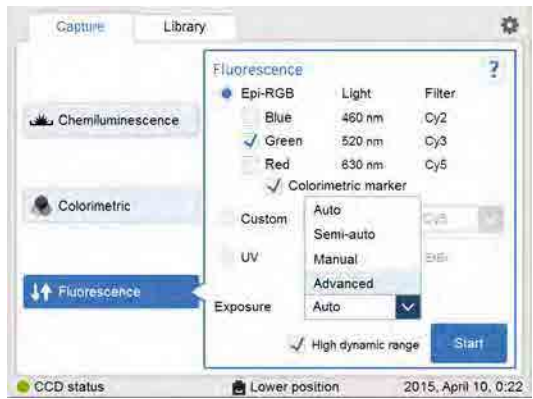 Capture Library
Fluorescence ?
Epi-RGB Light Filter
Blue 460 nm Cy2
Green 520 nm Cy3
Red 630 nm Cy5
Colorimetric marker
Chemiluminescence
Colorimetric
Fluorescence
Custom
UV
Auto
Semi-auto
Manual
Advanced
Exposure Auto
High dynamic range
Start
CCD status Lower position 2015, April 10, 0:22